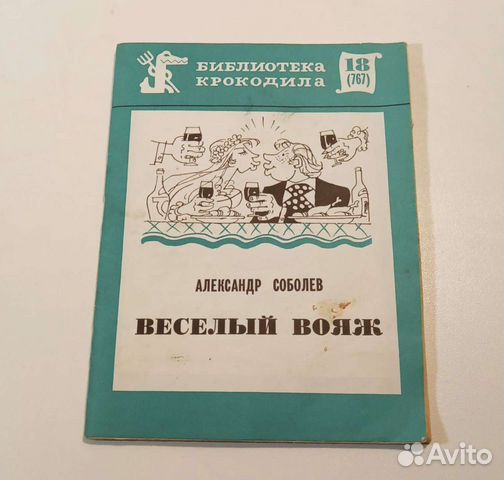 БИБЛИОТЕКА
КРОКОДИЛА
18
(767)
АЛЕКСАНДР СОБОЛЕВ
ВЕСЕЛЫЙ ВОЯЖ
Avito